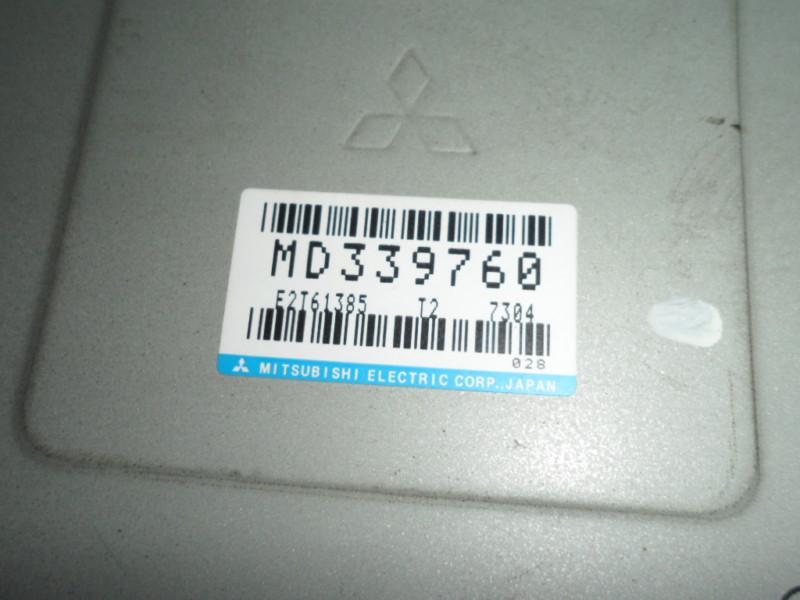 MD339760
E2T61385 T2 7304
028
MITSUBISHI ELECTRIC CORP., JAPAN